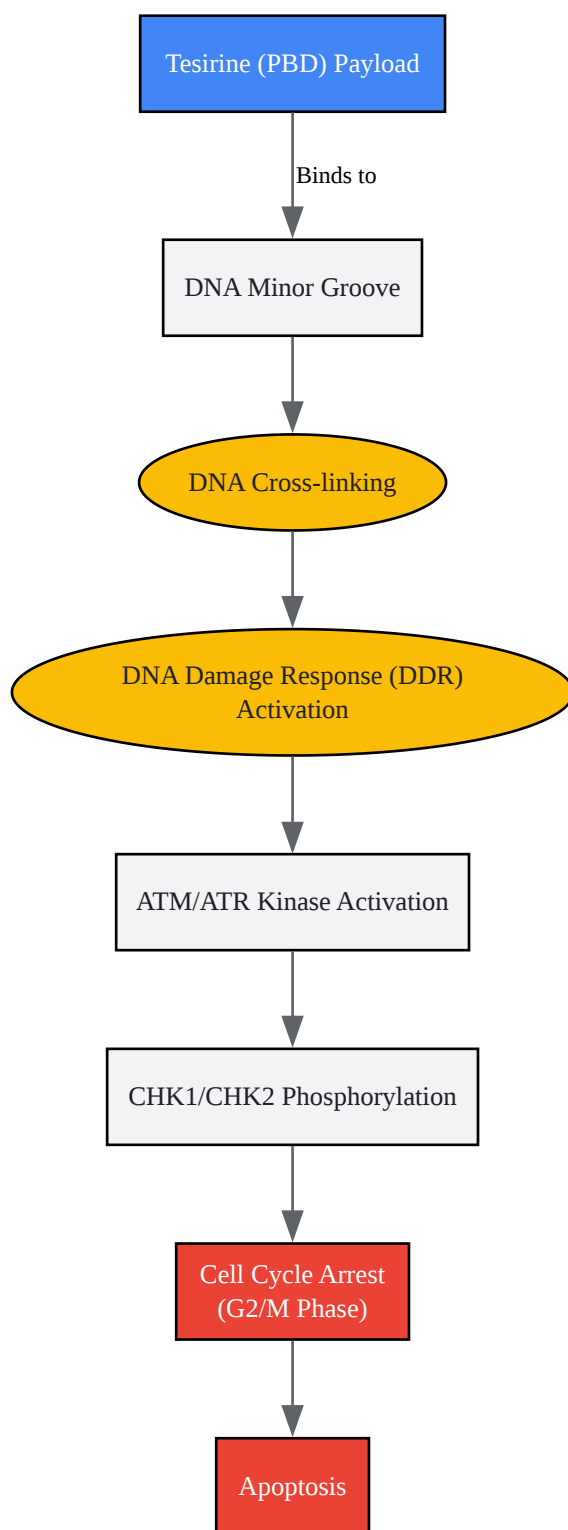 Tesirine (PBD) Payload
Binds to
DNA Minor Groove
DNA Cross-linking
DNA Damage Response (DDR)
Activation
ATM/ATR Kinase Activation
CHK1/CHK2 Phosphorylation
Cell Cycle Arrest
(G2/M Phase)
Apoptosis